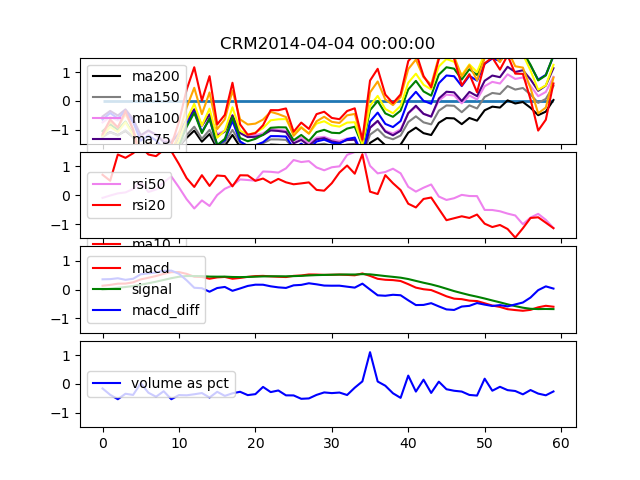 CRM2014-04-04 00:00:00
1
0
−1
ma200
ma150
ma100
ma75
1
0
−1
rsi50
rsi20
ma10
1
0
−1
macd
signal
macd_diff
1
0
−1
volume as pct
0 10 20 30 40 50 60